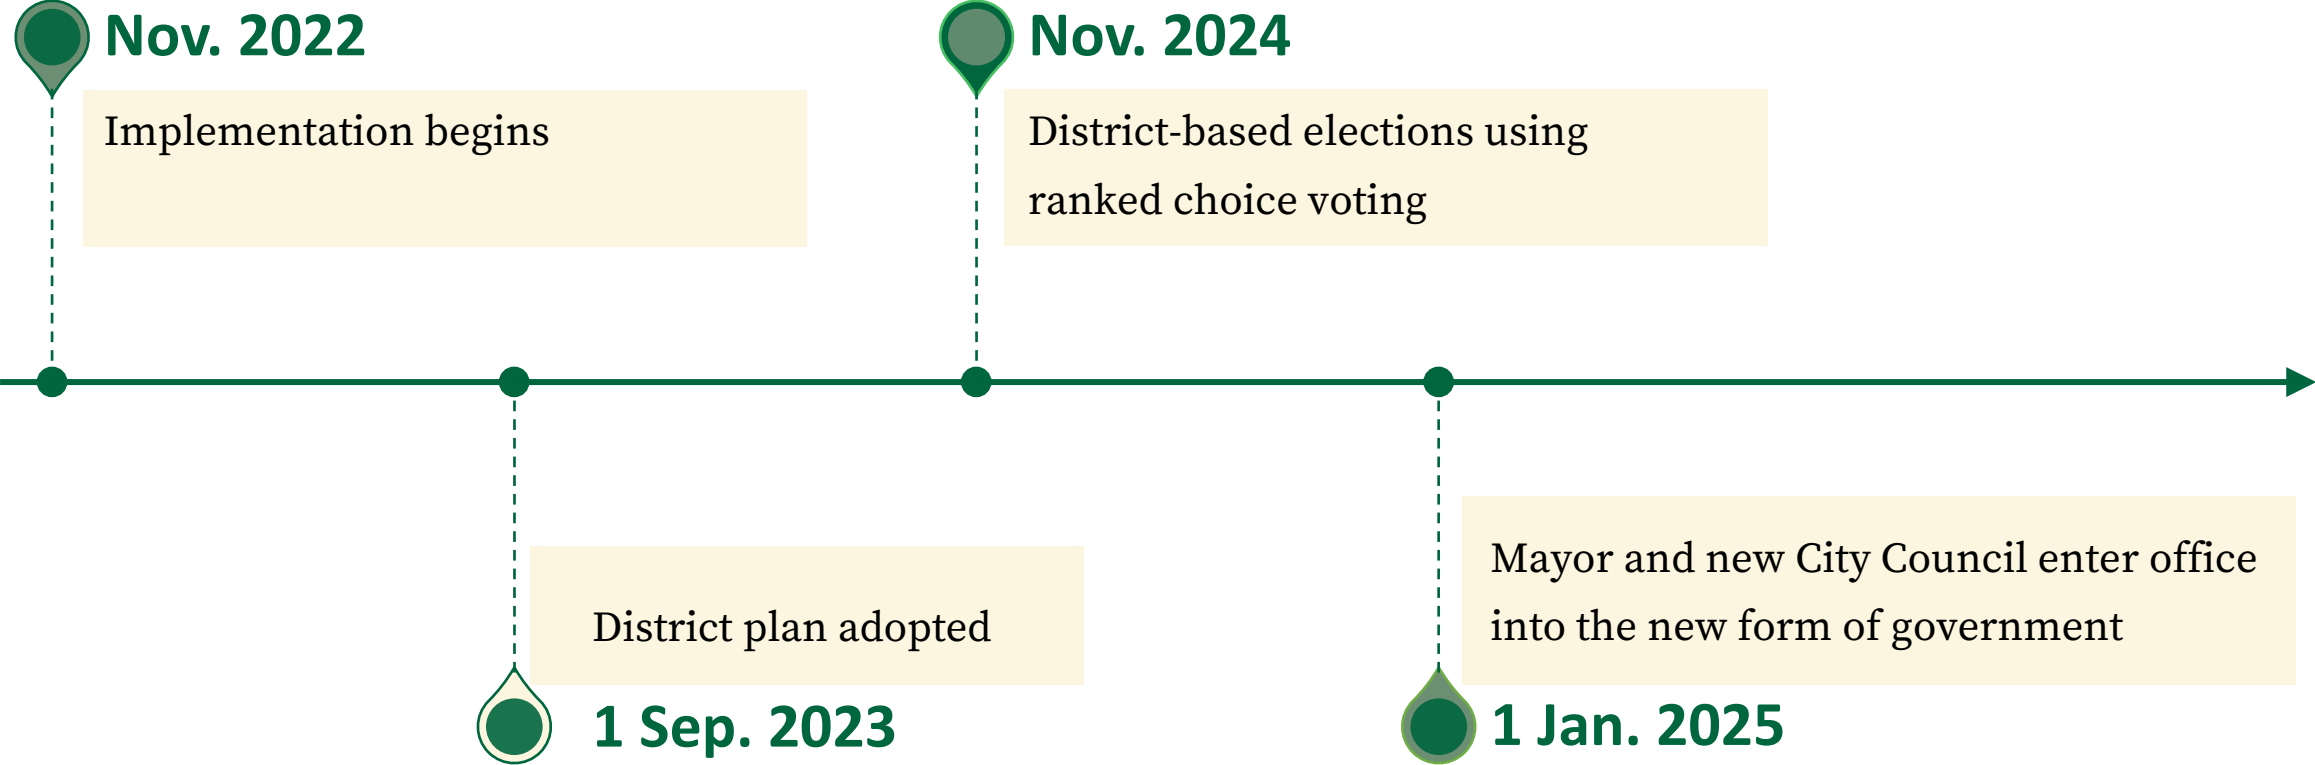 Nov. 2022
Implementation begins
Nov. 2024
District-based elections using
ranked choice voting
District plan adopted
1 Sep. 2023
Mayor and new City Council enter office
into the new form of government
1 Jan. 2025